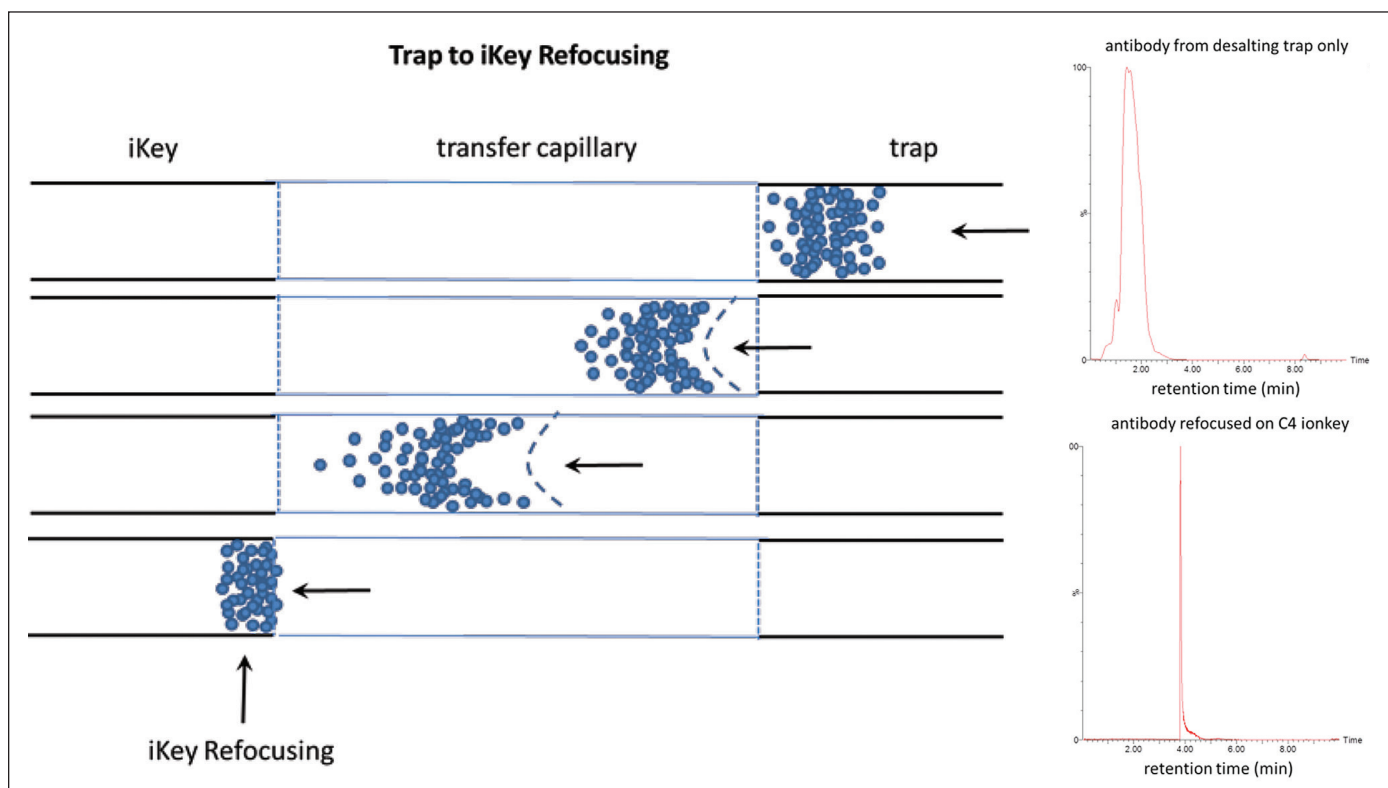 Trap to iKey Refocusing
iKey
transfer capillary
trap
iKey Refocusing
antibody from desalting trap only
100
%
0
2.00
4.00
6.00
8.00
Time
retention time (min)
antibody refocused on C4 ionkey
00
%
0
2.00
4.00
6.00
8.00
Time
retention time (min)